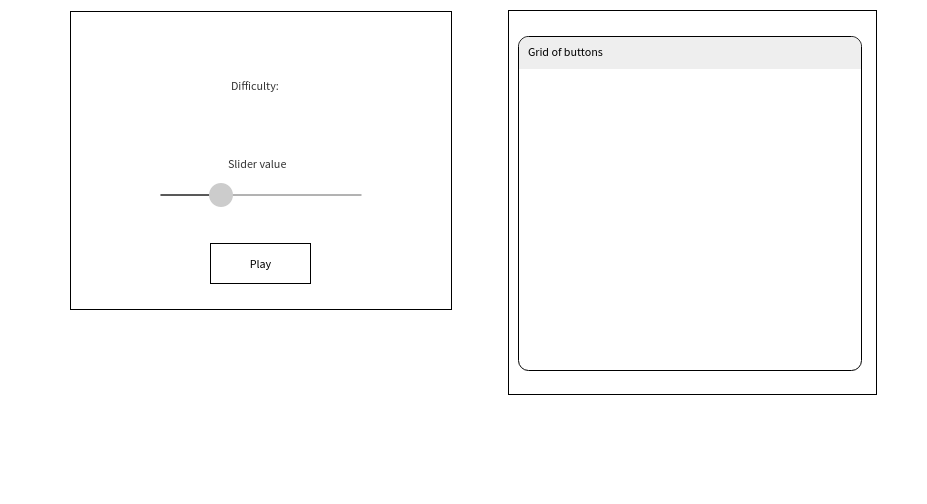 Difficulty:
Slider value
Play
Grid of buttons